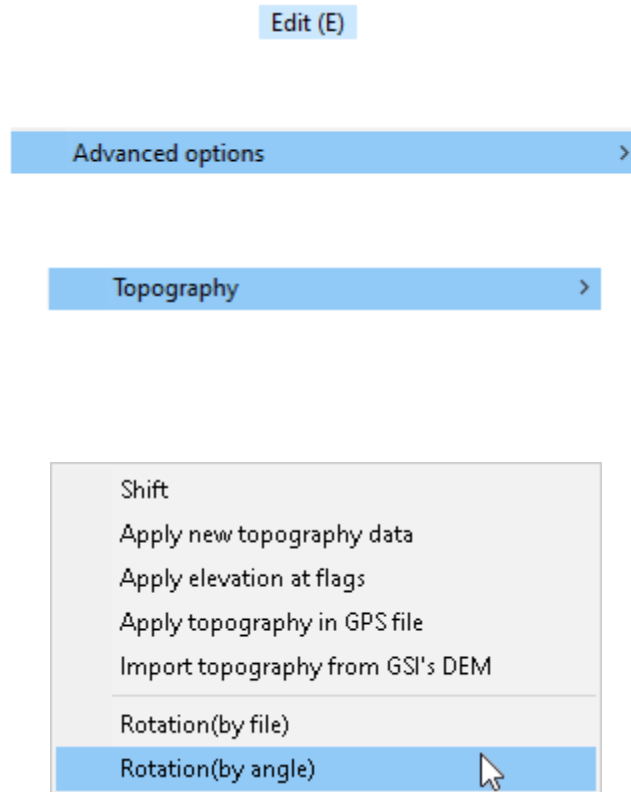 Edit (E)
Advanced options
Topography
Shift
Apply new topography data
Apply elevation at flags
Apply topography in GPS file
Import topography from GSI's DEM
Rotation(by file)
Rotation(by angle)